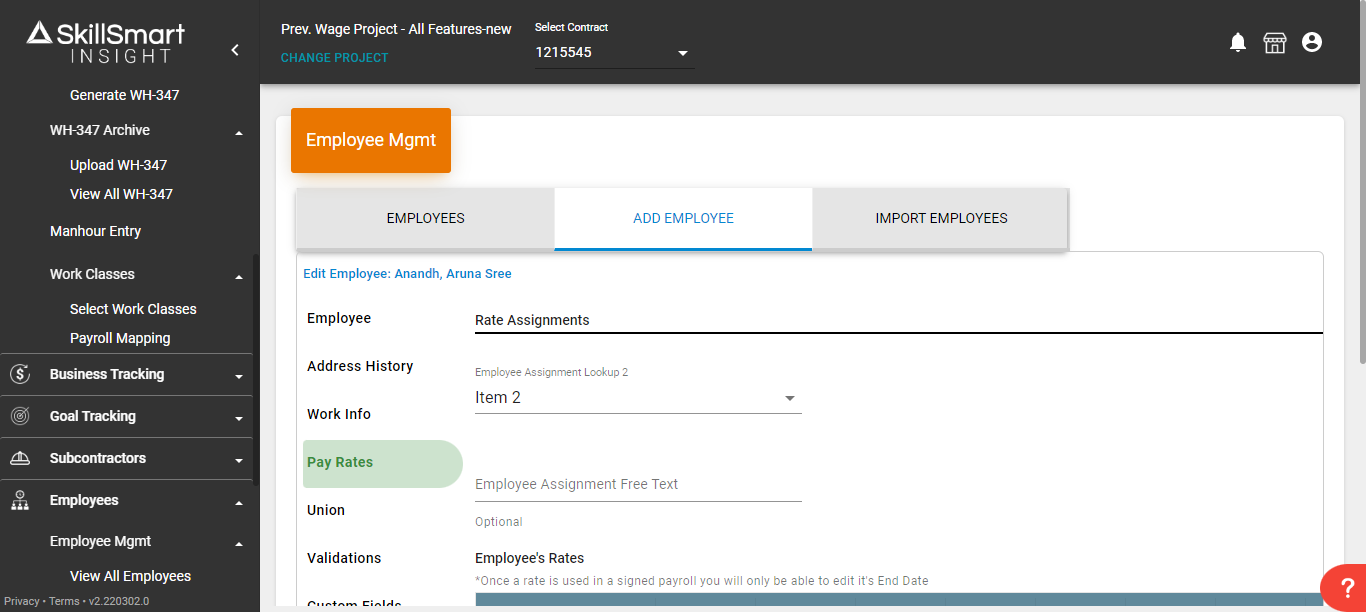 SkillSmart
INSIGHT
Generate WH-347
WH-347 Archive
Upload WH-347
View All WH-347
Manhour Entry
Work Classes
Select Work Classes
Payroll Mapping
Business Tracking
Goal Tracking
Subcontractors
Employees
Employee Mgmt
View All Employees
Privacy • Terms • v2.220302.0
Prev. Wage Project - All Features-new
CHANGE PROJECT
Select Contract
1215545
Employee Mgmt
EMPLOYEES
ADD EMPLOYEE
IMPORT EMPLOYEES
Edit Employee: Anandh, Aruna Sree
Employee
Address History
Work Info
Pay Rates
Union
Validations
Custom Fields
Rate Assignments
Employee Assignment Lookup 2
Item 2
Employee Assignment Free Text
Optional
Employee's Rates
*Once a rate is used in a signed payroll you will only be able to edit it's End Date
?